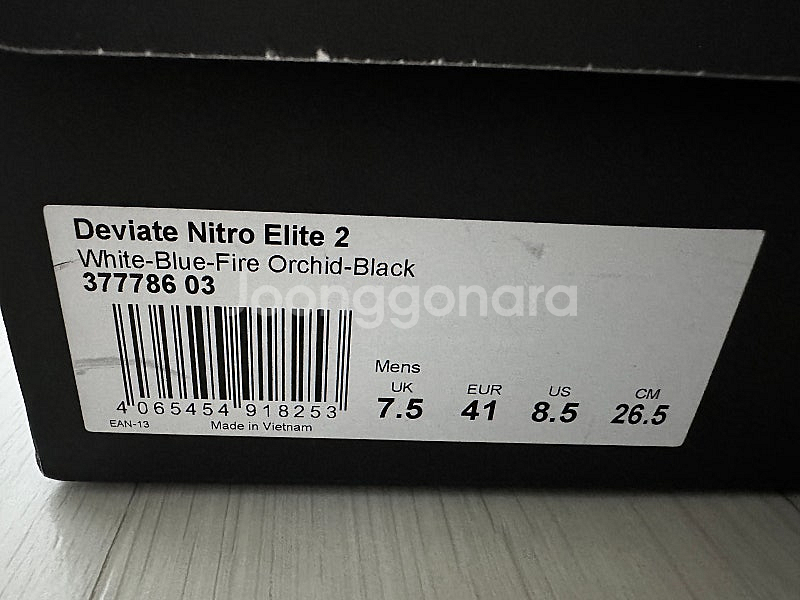 Deviate Nitro Elite 2
White-Blue-Fire Orchid-Black
377786 03
joonggonara
Mens
UK EUR US CM
7.5 41 8.5 26.5
4 065454 918253
EAN-13 Made in Vietnam